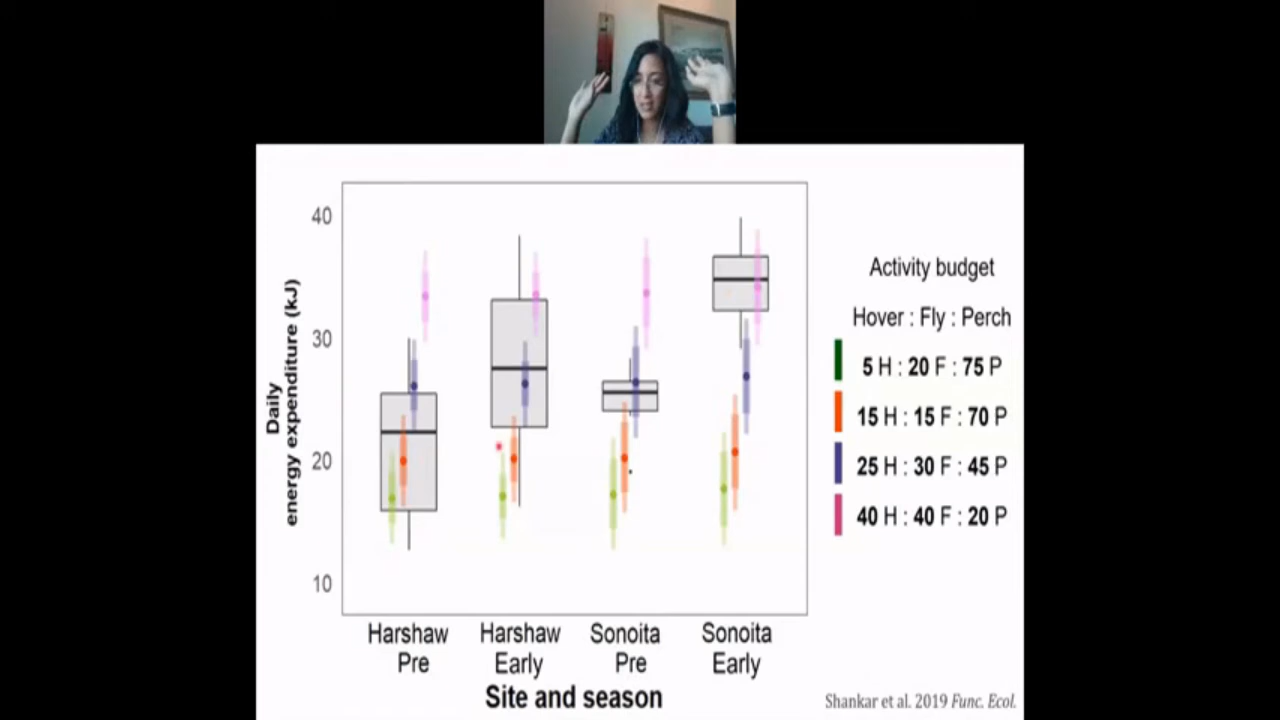 40
30
20
10
Daily
energy expenditure (kJ)
Harshaw Pre
Harshaw Early
Sonoita Pre
Sonoita Early
Site and season
Activity budget
Hover : Fly : Perch
5 H : 20 F : 75 P
15 H : 15 F : 70 P
25 H : 30 F : 45 P
40 H : 40 F : 20 P
Shankar et al. 2019 Func. Ecol.